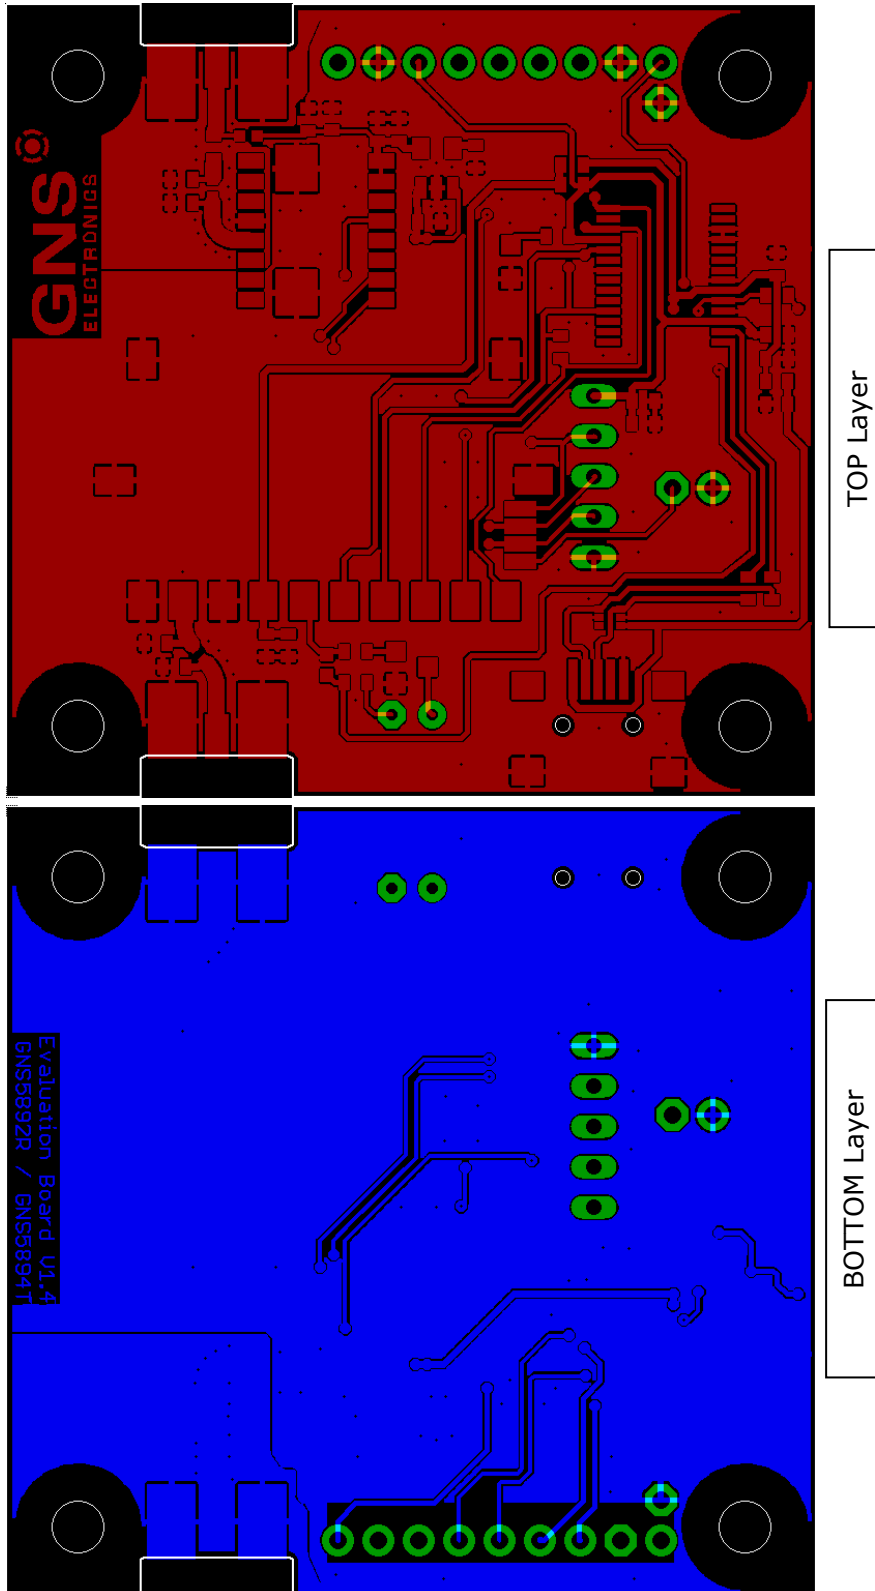 GNS
ELECTRONICS
TOP Layer
Evaluation Board V1.4
GNS5892R / GNS5894T
BOTTOM Layer